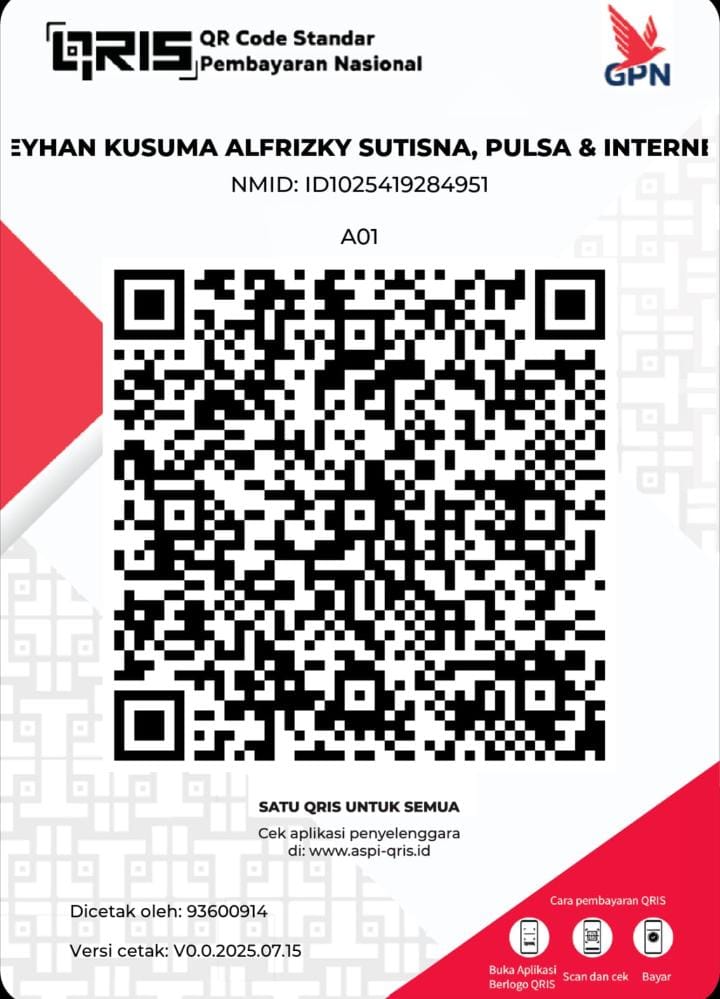 QRIS QR Code Standar
Pembayaran Nasional
GPN
EYHAN KUSUMA ALFRIZKY SUTISNA, PULSA & INTERNE
NMID: ID1025419284951
A01
SATU QRIS UNTUK SEMUA
Cek aplikasi penyelenggara
di: www.aspi-qris.id
Dicetak oleh: 93600914
Versi cetak: V0.0.2025.07.15
Cara pembayaran QRIS
Buka Aplikasi
Berlogo QRIS
Scan dan cek
Bayar